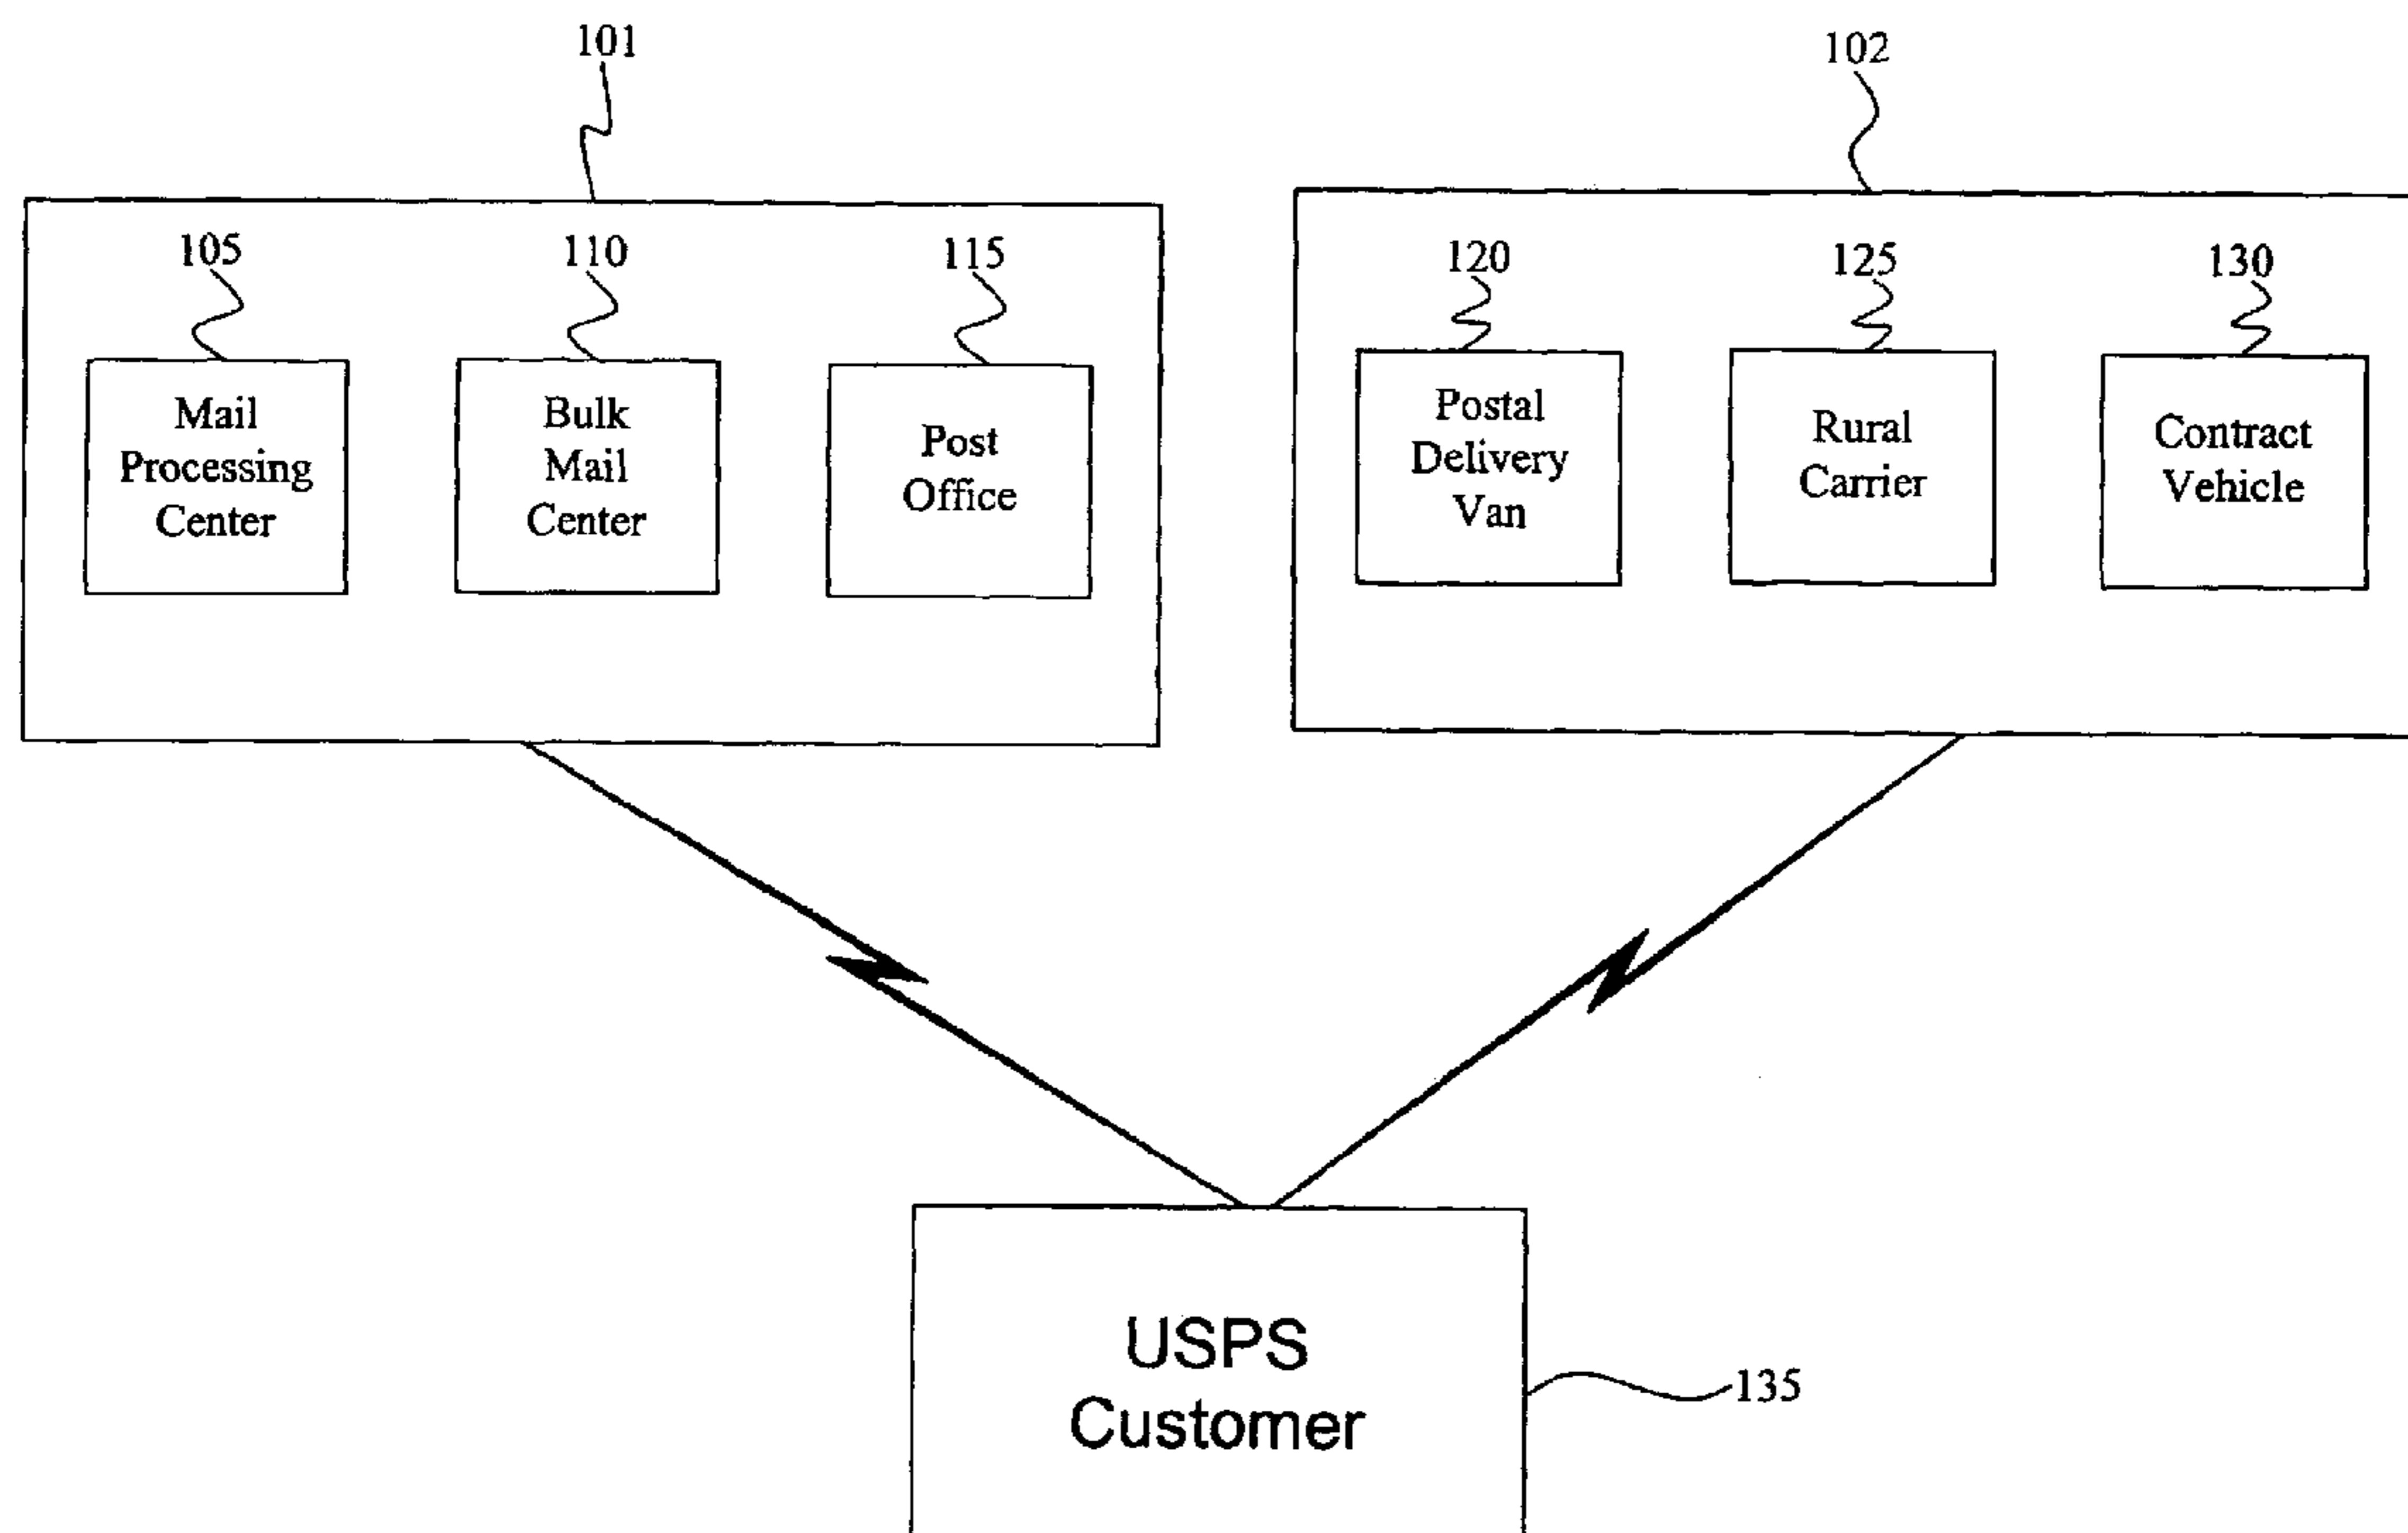 101
102
105
110
115
120
125
130
Mail
Processing
Center
Bulk
Mail
Center
Post
Office
Postal
Delivery
Van
Rural
Carrier
Contract
Vehicle
USPS
Customer
135